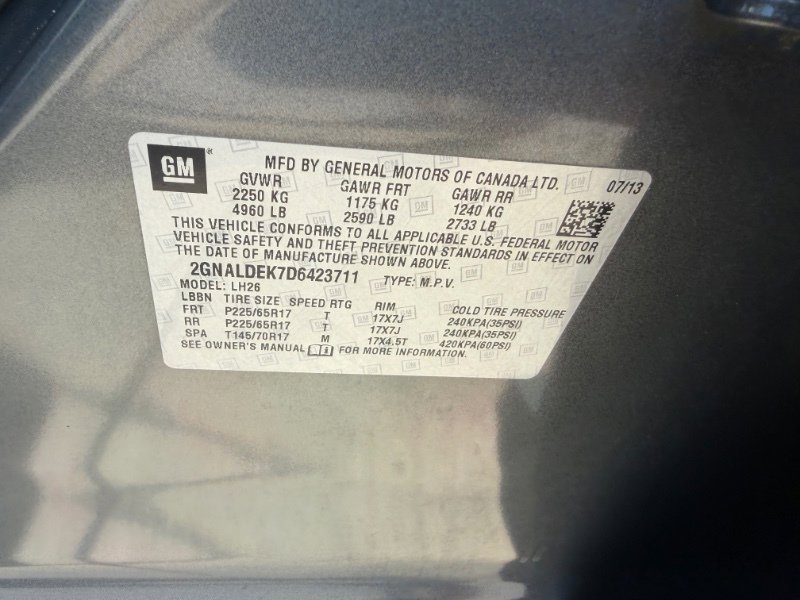 GM ® MFD BY GENERAL MOTORS OF CANADA LTD. 07/13
GVWR GAWR FRT GAWR RR
2250 KG 1175 KG 1240 KG
4960 LB 2590 LB 2733 LB
THIS VEHICLE CONFORMS TO ALL APPLICABLE U.S. FEDERAL MOTOR
VEHICLE SAFETY AND THEFT PREVENTION STANDARDS IN EFFECT ON
THE DATE OF MANUFACTURE SHOWN ABOVE.
2GNALDEK7D6423711 TYPE: M.P.V.
MODEL: LH26
LBBN TIRE SIZE SPEED RTG RIM COLD TIRE PRESSURE
FRT P225/65R17 T 17X7J 240KPA(35PSI)
RR P225/65R17 T 17X7J 240KPA(35PSI)
SPA T145/70R17 M 17X4.5T 420KPA(60PSI)
SEE OWNER'S MANUAL FOR MORE INFORMATION.